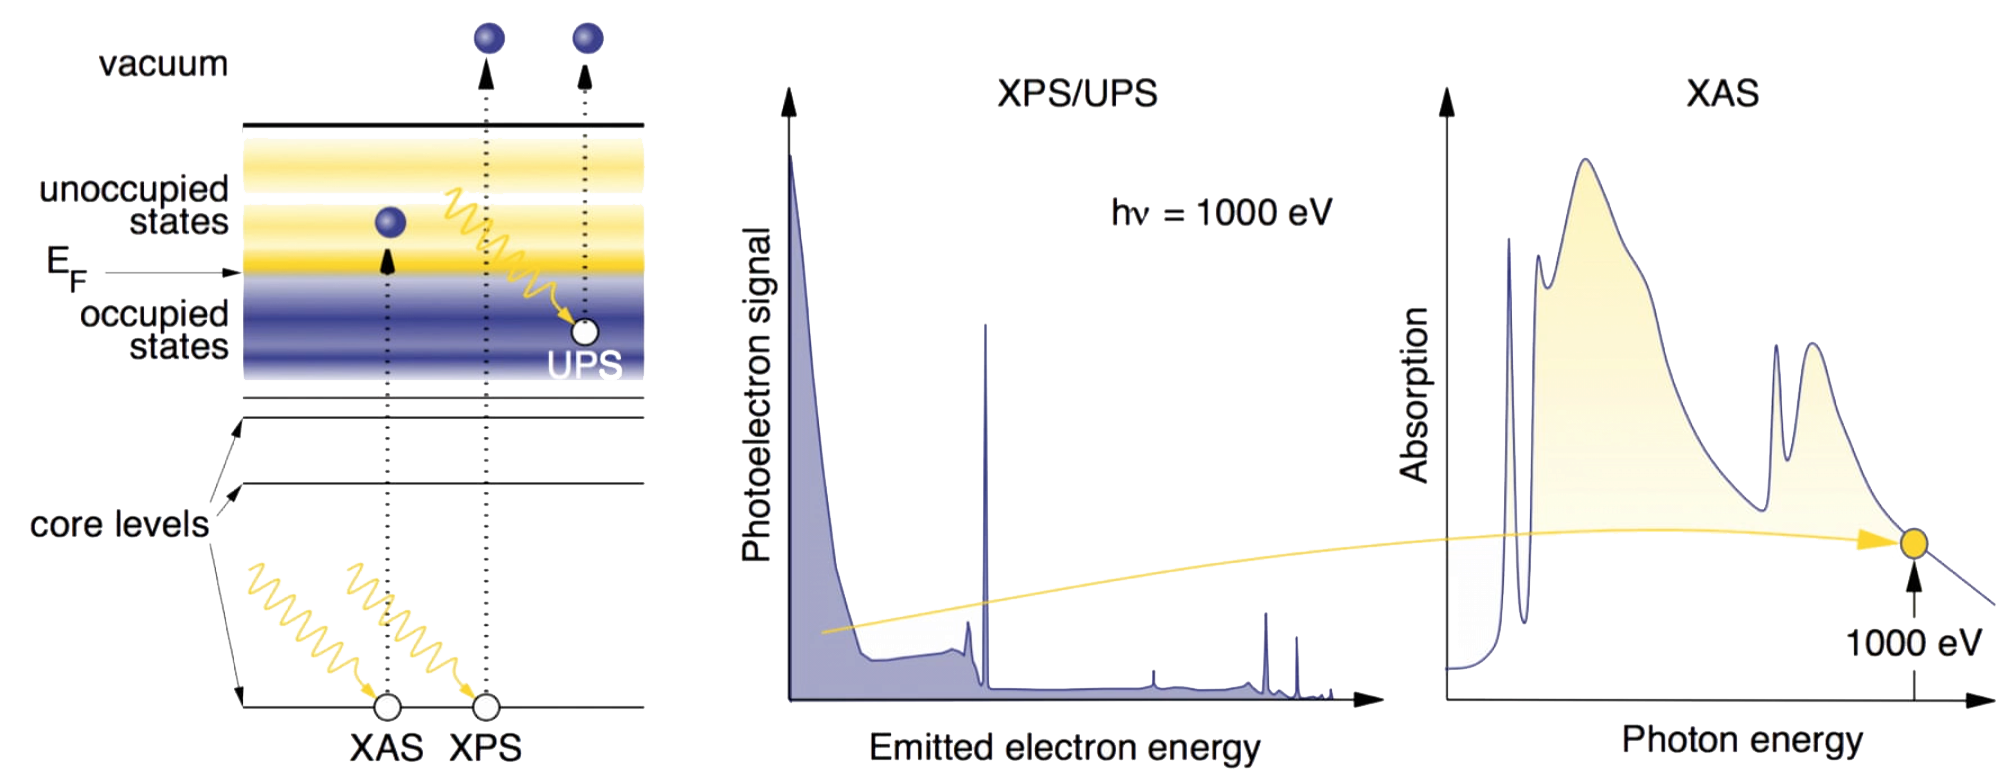 vacuum
unoccupied
states
E_F
occupied
states
UPS
core levels
XAS XPS
XPS/UPS
hν = 1000 eV
Photoelectron signal
Emitted electron energy
XAS
Absorption
1000 eV
Photon energy